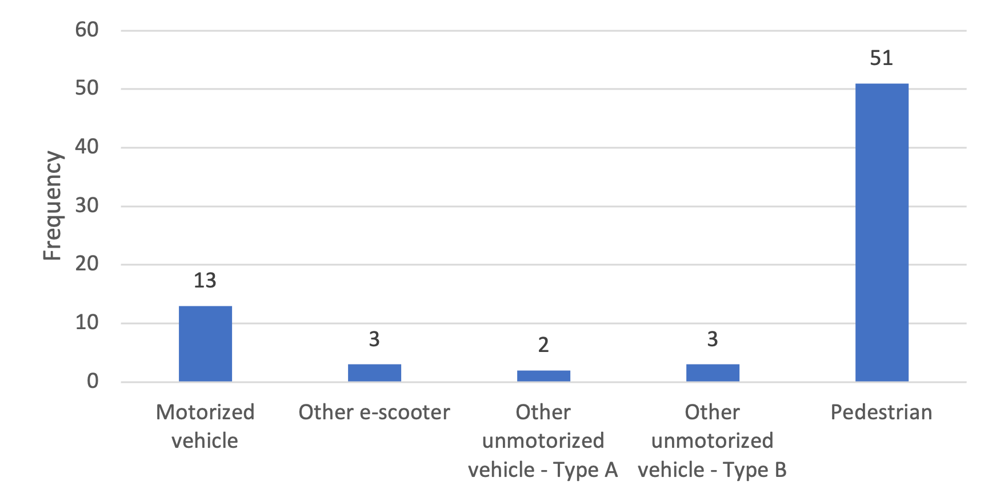 60
50
40
30
20
10
0
Frequency
13
3
2
3
51
Motorized
vehicle
Other e-scooter
Other
unmotorized
vehicle - Type A
Other
unmotorized
vehicle - Type B
Pedestrian